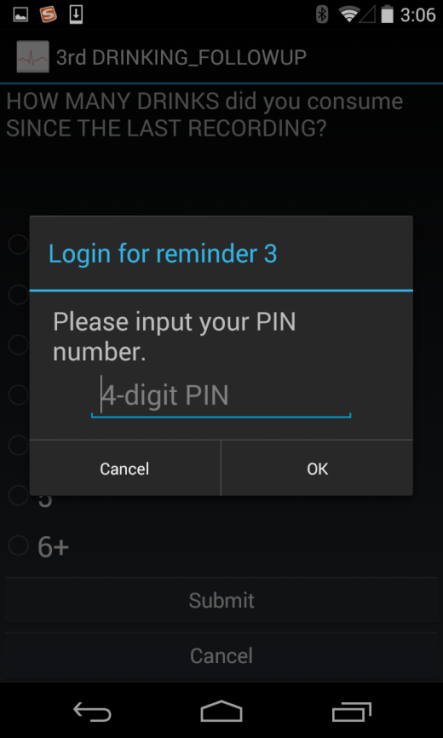 3:06
3rd DRINKING_FOLLOWUP
HOW MANY DRINKS did you consume
SINCE THE LAST RECORDING?
Login for reminder 3
Please input your PIN
number.
4-digit PIN
Cancel
OK
5
6+
Submit
Cancel